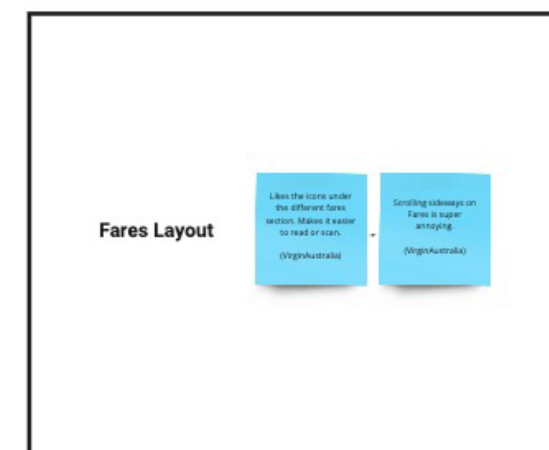 Fares Layout
Likes the icons under
the different fares
section. Makes it easier
to read or scan.
(VirginAustralia)
Scrolling sideways on
Fares is super
annoying.
(VirginAustralia)